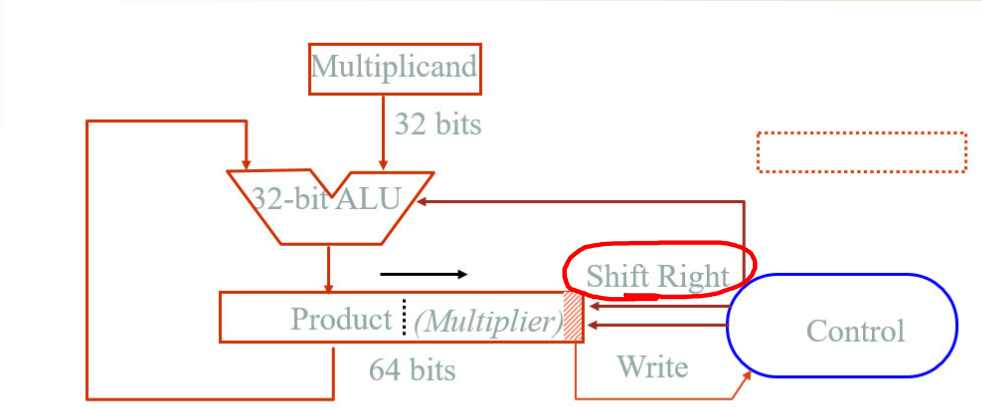 Multiplicand
32 bits
32-bit ALU
Shift Right
Product
(Multiplier)
Control
64 bits
Write